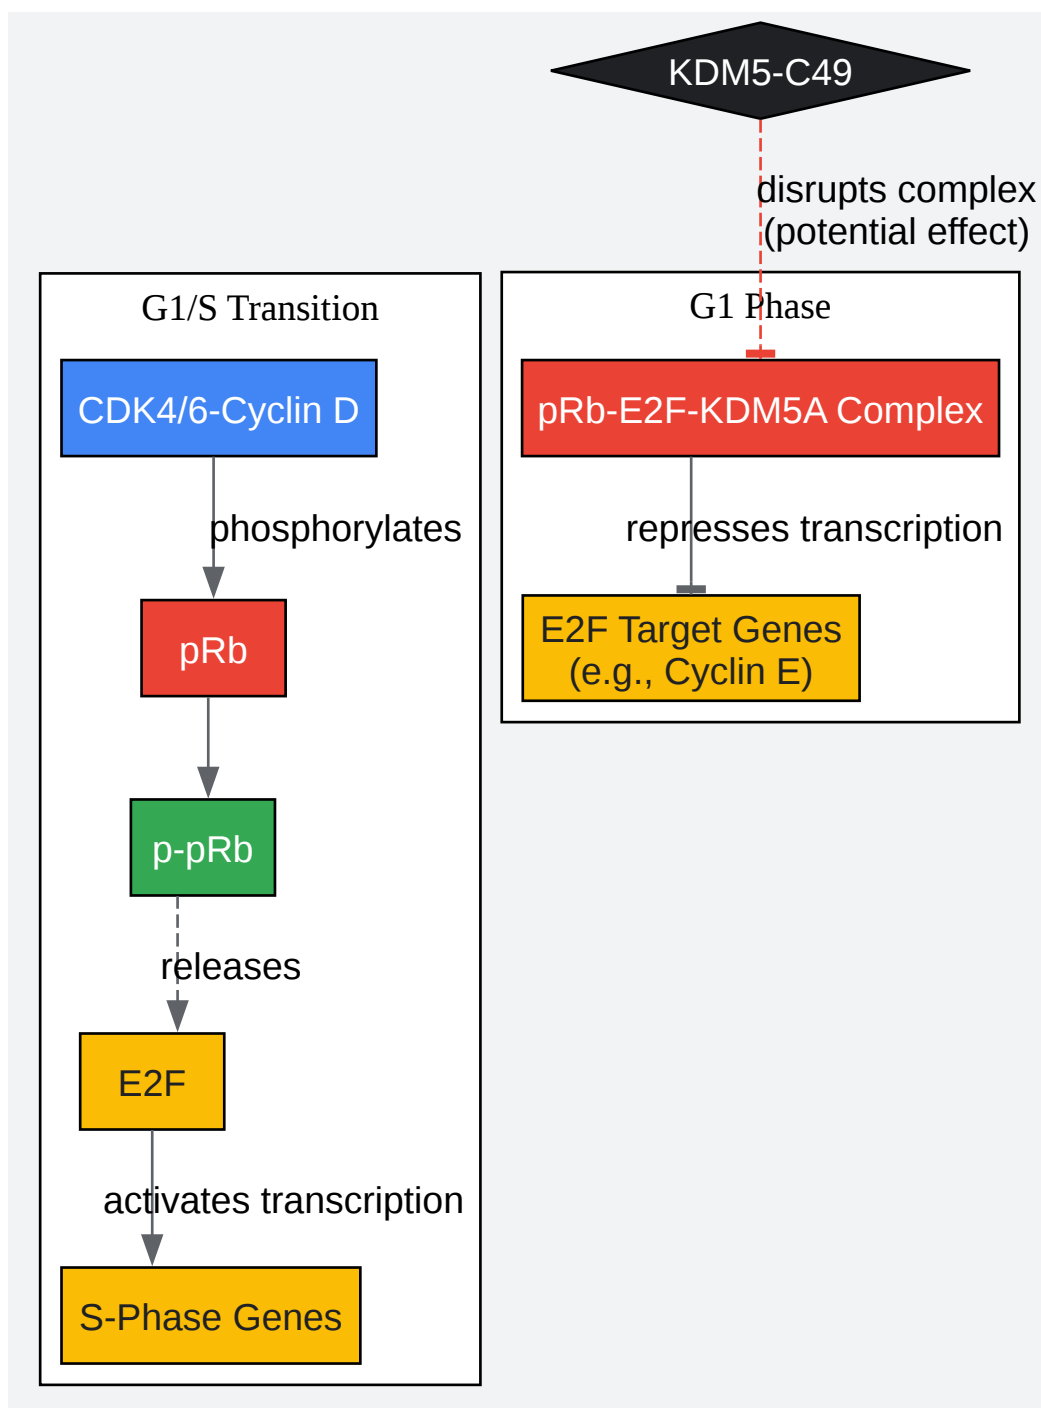 KDM5-C49
disrupts complex
(potential effect)
G1/S Transition
CDK4/6-Cyclin D
phosphorylates
pRb
p-pRb
releases
E2F
activates transcription
S-Phase Genes
G1 Phase
pRb-E2F-KDM5A Complex
represses transcription
E2F Target Genes
(e.g., Cyclin E)